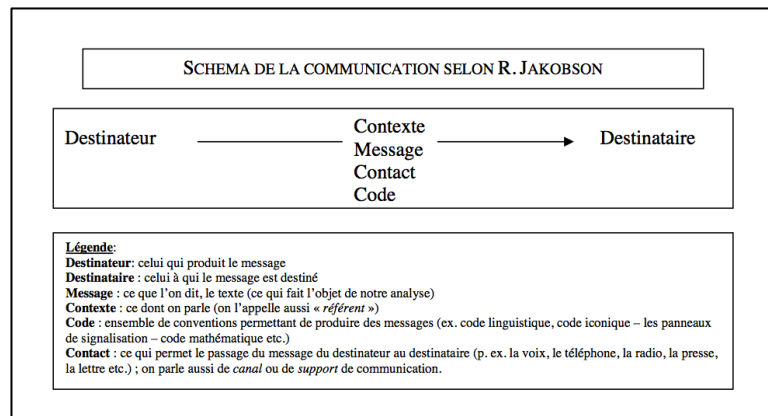 SCHEMA DE LA COMMUNICATION SELON R. JAKOBSON
Destinateur
Contexte
Message
Contact
Code
Destinataire
Légende:
Destinateur: celui qui produit le message
Destinataire : celui à qui le message est destiné
Message : ce que l'on dit, le texte (ce qui fait l'objet de notre analyse)
Contexte : ce dont on parle (on l'appelle aussi « référent »)
Code : ensemble de conventions permettant de produire des messages (ex. code linguistique, code iconique – les panneaux
de signalisation – code mathématique etc.)
Contact : ce qui permet le passage du message du destinateur au destinataire (p. ex. la voix, le téléphone, la radio, la presse,
la lettre etc.) ; on parle aussi de canal ou de support de communication.